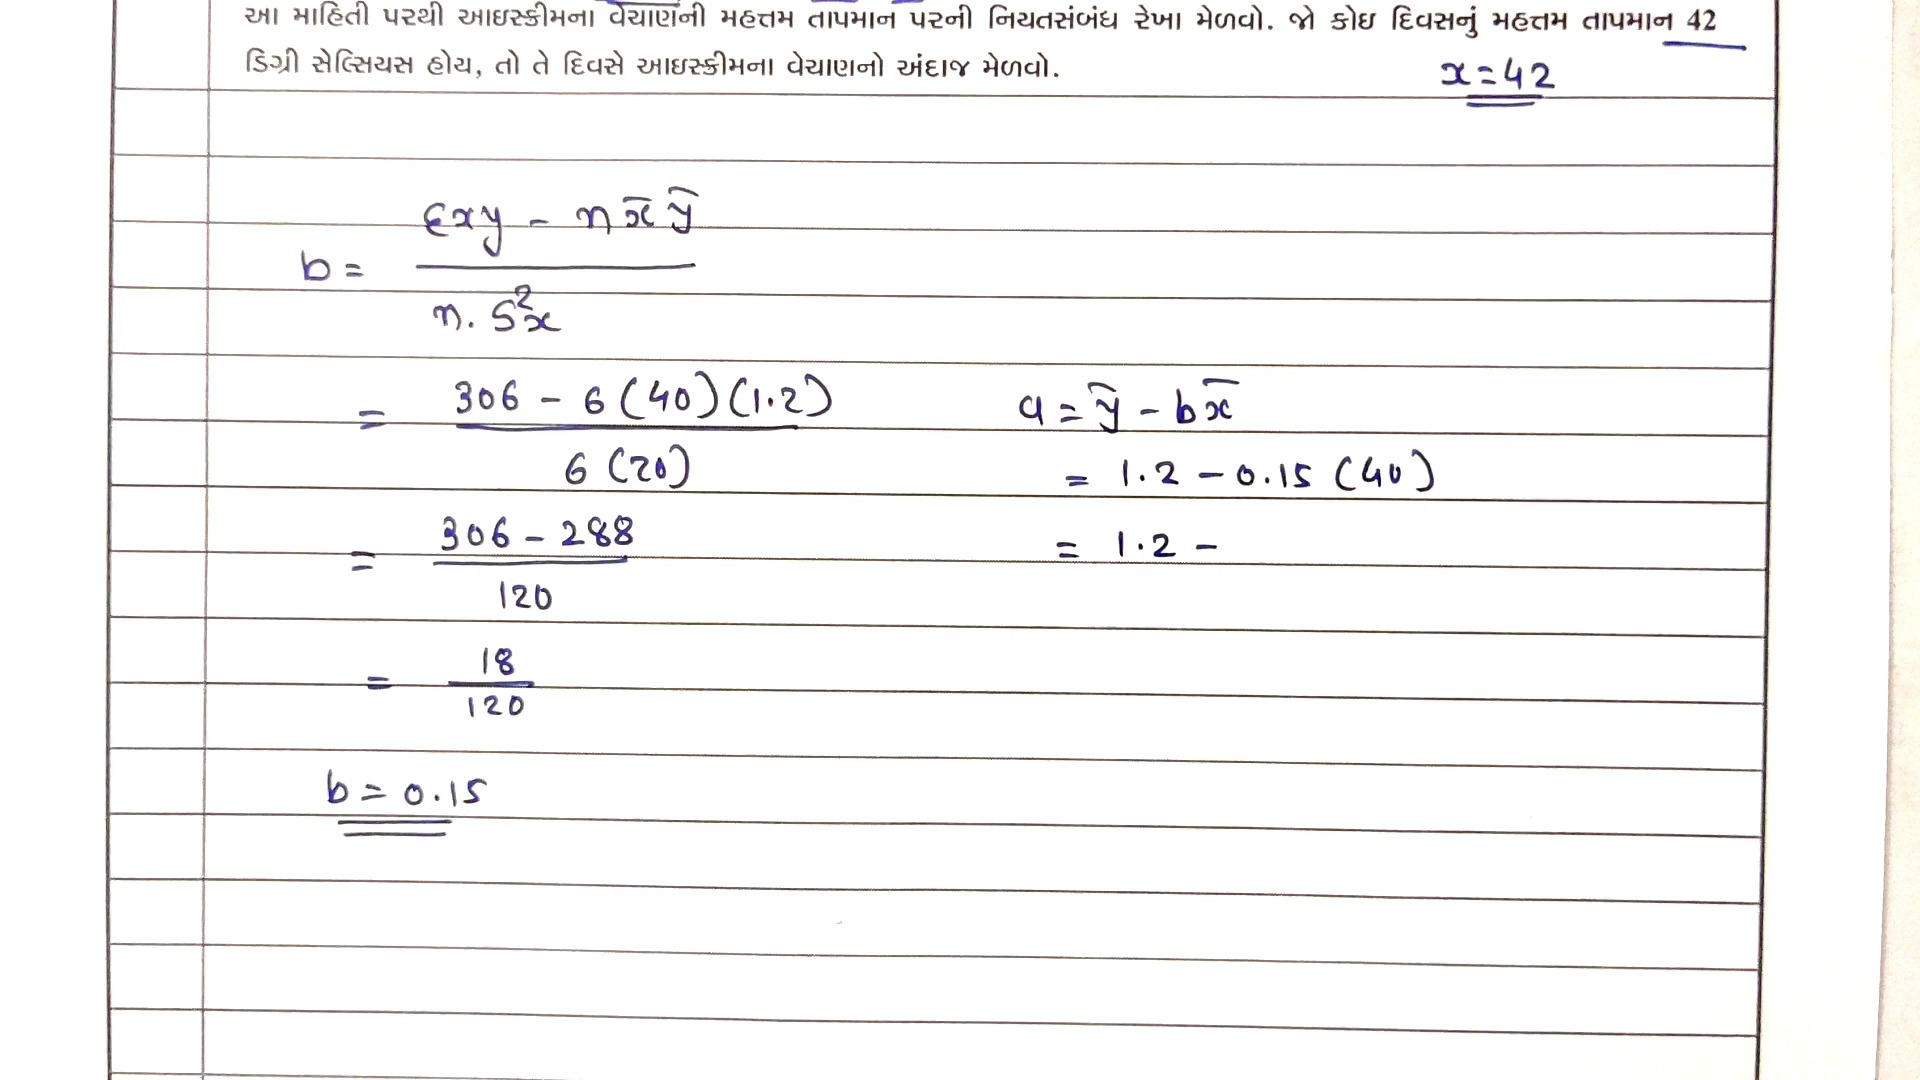 આ માહિતી પરથી આઇસ્ક્રીમના વેચાણની મહત્તમ તાપમાન પરની નિયતસંબંધ રેખા મેળવો. જો કોઇ દિવસનું મહત્તમ તાપમાન 42
ડિગ્રી સેલ્સિયસ હોય, તો તે દિવસે આઇસ્ક્રીમના વેચાણનો અંદાજ મેળવો.
x = 42
b = (Σxy - n x̄ ȳ) / (n. S²x)
= (306 - 6(40)(1.2)) / (6(20))
= (306 - 288) / 120
= 18 / 120
b = 0.15
a = ȳ - b x̄
= 1.2 - 0.15 (40)
= 1.2 -